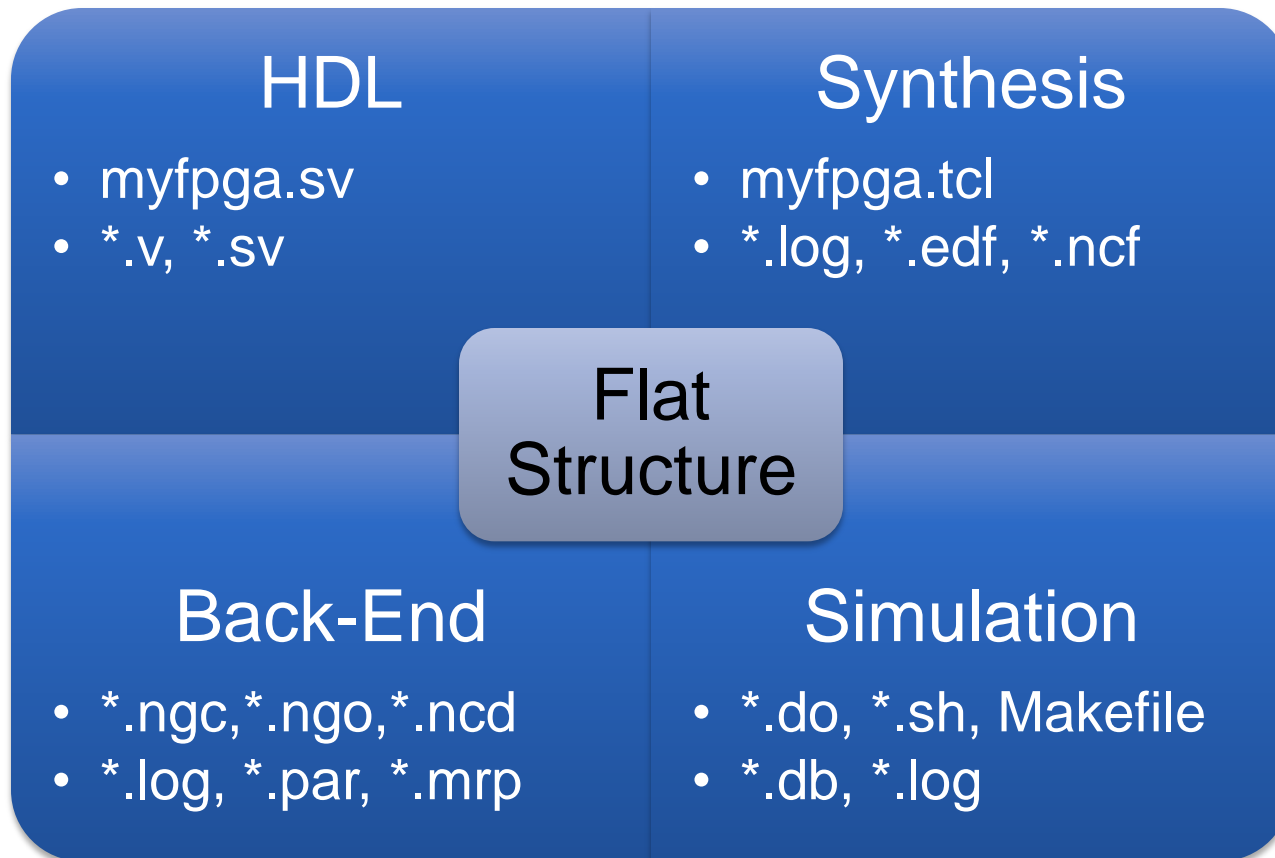 HDL
• myfpga.sv
• *.v, *.sv
Synthesis
• myfpga.tcl
• *.log, *.edf, *.ncf
Flat
Structure
Back-End
• *.ngc,*.ngo,*.ncd
• *.log, *.par, *.mrp
Simulation
• *.do, *.sh, Makefile
• *.db, *.log